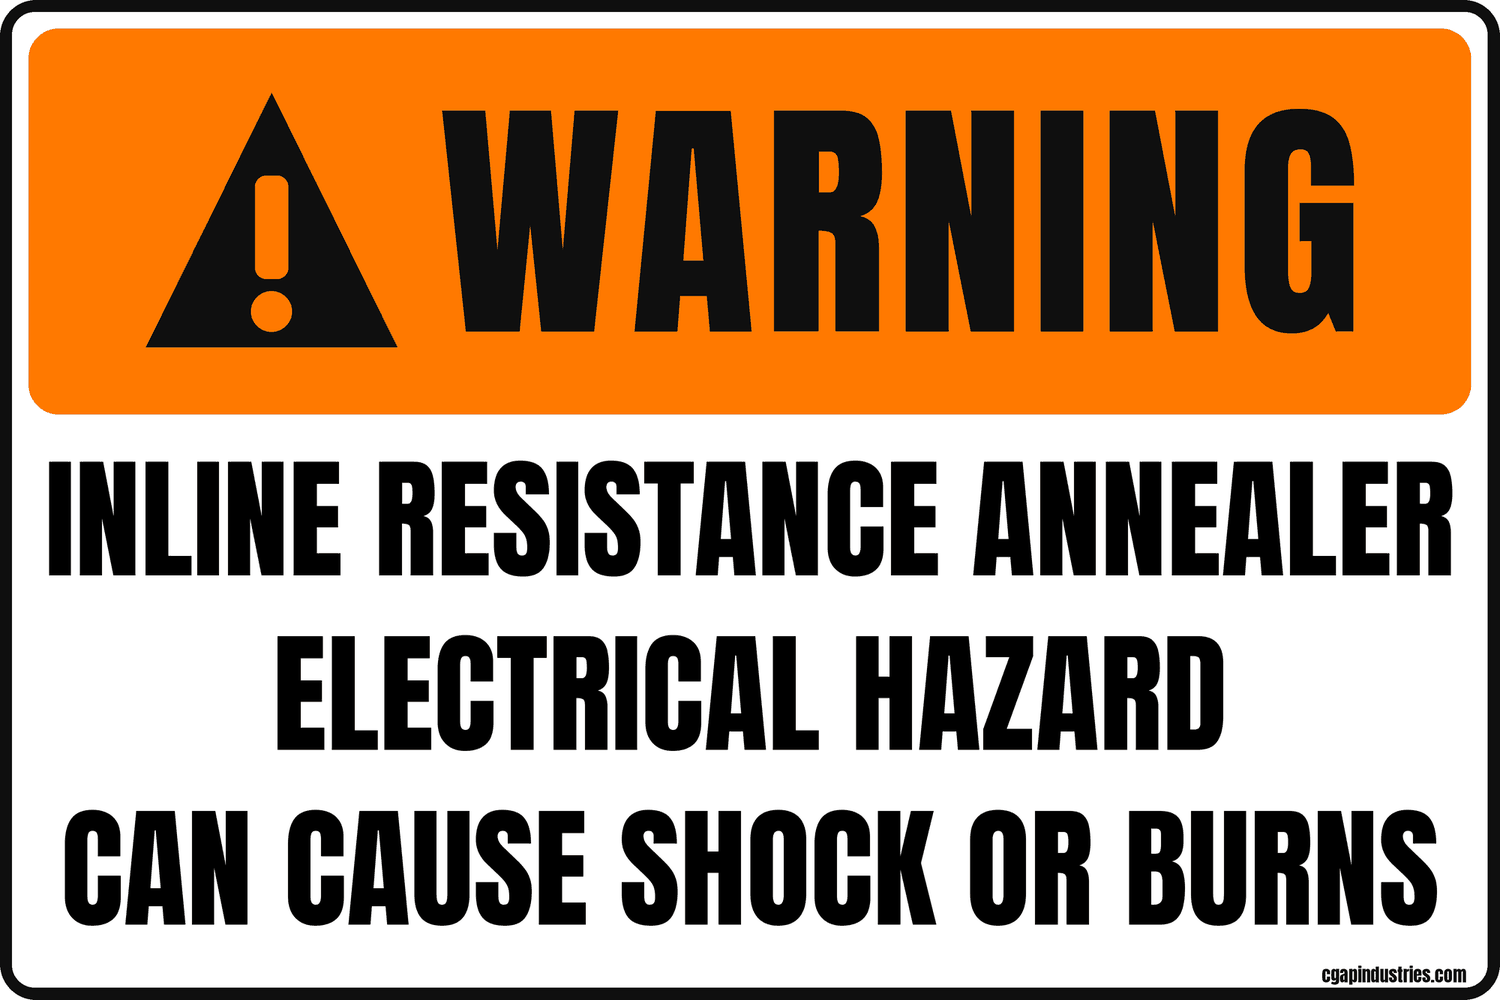 WARNING
INLINE RESISTANCE ANNEALER
ELECTRICAL HAZARD
CAN CAUSE SHOCK OR BURNS
cgapindustries.com